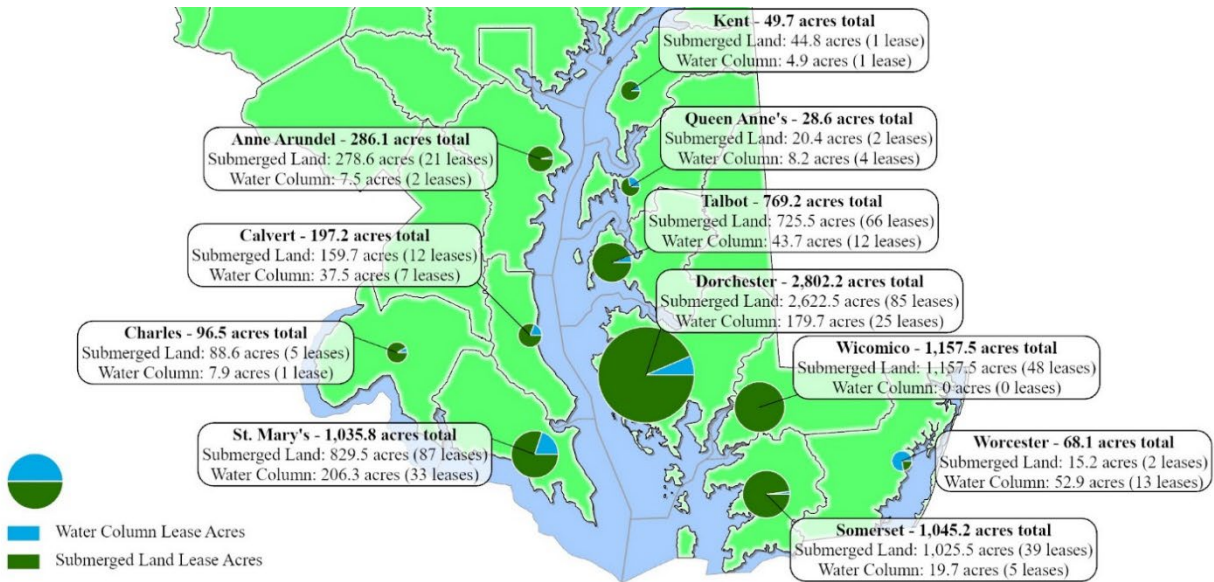 Kent - 49.7 acres total
Submerged Land: 44.8 acres (1 lease)
Water Column: 4.9 acres (1 lease)
Queen Anne's - 28.6 acres total
Submerged Land: 20.4 acres (2 leases)
Water Column: 8.2 acres (4 leases)
Anne Arundel - 286.1 acres total
Submerged Land: 278.6 acres (21 leases)
Water Column: 7.5 acres (2 leases)
Talbot - 769.2 acres total
Submerged Land: 725.5 acres (66 leases)
Water Column: 43.7 acres (12 leases)
Calvert - 197.2 acres total
Submerged Land: 159.7 acres (12 leases)
Water Column: 37.5 acres (7 leases)
Dorchester - 2,802.2 acres total
Submerged Land: 2,622.5 acres (85 leases)
Water Column: 179.7 acres (25 leases)
Charles - 96.5 acres total
Submerged Land: 88.6 acres (5 leases)
Water Column: 7.9 acres (1 lease)
Wicomico - 1,157.5 acres total
Submerged Land: 1,157.5 acres (48 leases)
Water Column: 0 acres (0 leases)
St. Mary's - 1,035.8 acres total
Submerged Land: 829.5 acres (87 leases)
Water Column: 206.3 acres (33 leases)
Worcester - 68.1 acres total
Submerged Land: 15.2 acres (2 leases)
Water Column: 52.9 acres (13 leases)
Somerset - 1,045.2 acres total
Submerged Land: 1,025.5 acres (39 leases)
Water Column: 19.7 acres (5 leases)
Water Column Lease Acres
Submerged Land Lease Acres